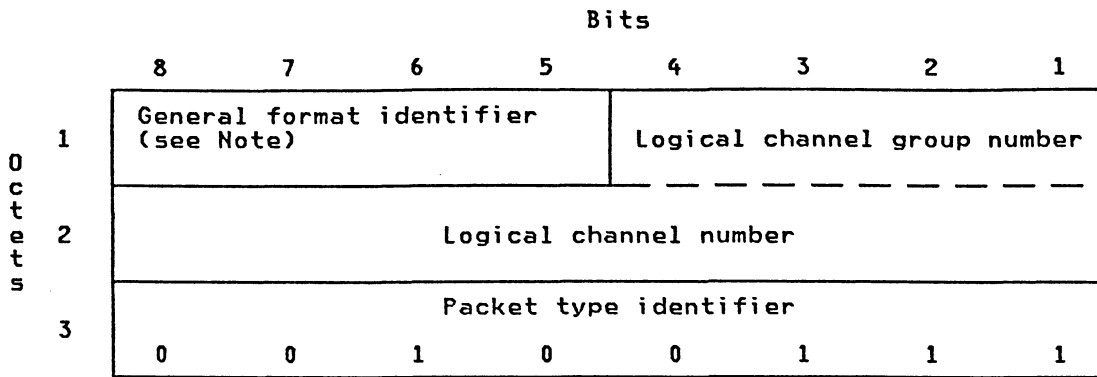 Bits
8 7 6 5 4 3 2 1
General format identifier
(see Note)
1
Logical channel group number
Octets
2
Logical channel number
Packet type identifier
3
0 0 1 0 0 1 1 1